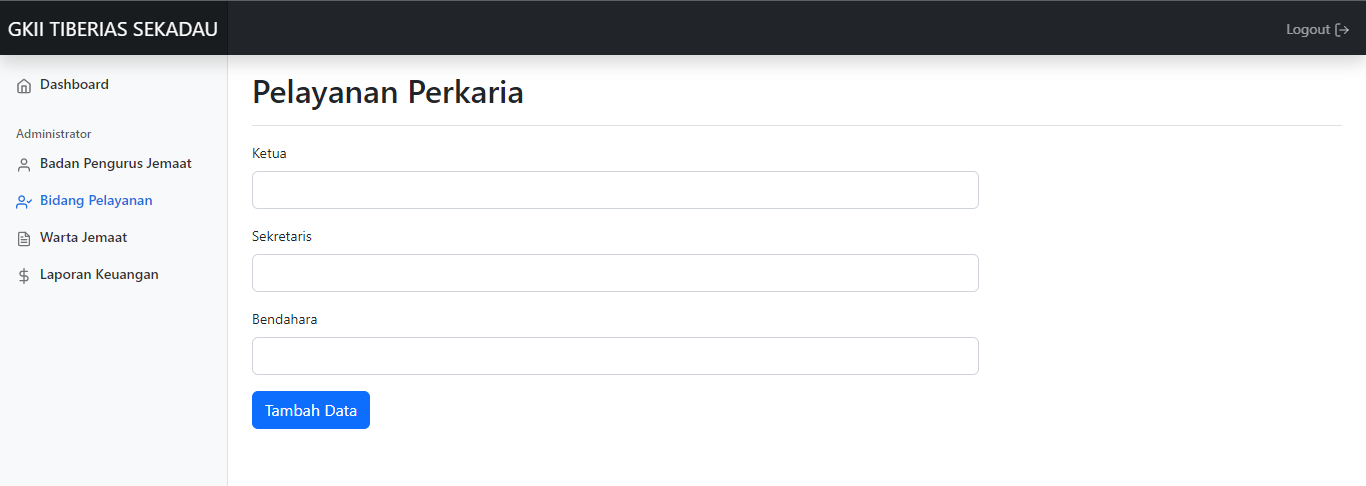 GKII TIBERIAS SEKADAU
Logout
Dashboard
Administrator
Badan Pengurus Jemaat
Bidang Pelayanan
Warta Jemaat
Laporan Keuangan
Pelayanan Perkaria
Ketua
Sekretaris
Bendahara
Tambah Data